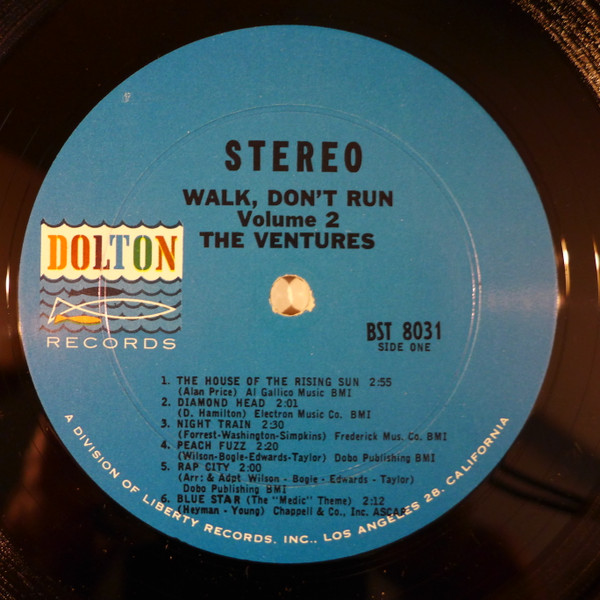 STEREO
WALK, DON'T RUN
Volume 2
THE VENTURES
DOLTON
RECORDS
BST 8031
SIDE ONE
1. THE HOUSE OF THE RISING SUN 2:55
(Alan Price) Al Gallico Music BMI
2. DIAMOND HEAD 2:01
(D. Hamilton) Electron Music Co. BMI
3. NIGHT TRAIN 2:30
(Forrest-Washington-Simpkins) Frederick Mus. Co. BMI
4. PEACH FUZZ 2:20
(Wilson-Bogle-Edwards-Taylor) Dobo Publishing BMI
5. RAP CITY 2:00
(Arr: & Adpt Wilson - Bogle - Edwards - Taylor)
Dobo Publishing BMI
6. BLUE STAR (The "Medic" Theme) 2:12
(Heyman - Young) Chappell & Co., Inc. ASCAP
A DIVISION OF LIBERTY RECORDS, INC., LOS ANGELES 28, CALIFORNIA